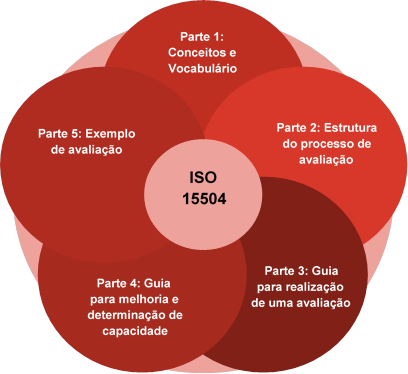 Parte 1:
Conceitos e
Vocabulário
Parte 2: Estrutura
do processo de
avaliação
Parte 3: Guia
para realização
de uma avaliação
Parte 4: Guia
para melhoria e
determinação de
capacidade
Parte 5: Exemplo
de avaliação
ISO
15504